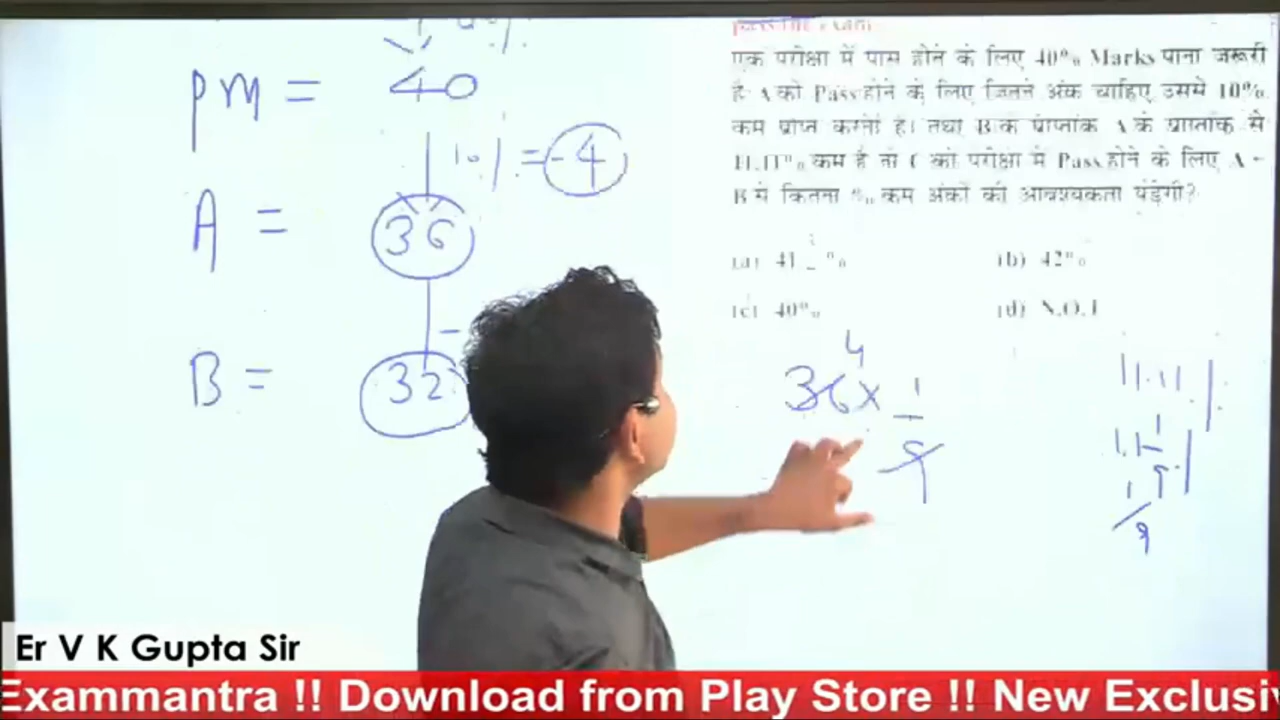 pm = 40
10% = -4
A = 36
B = 32
एक परीक्षा में पास होने के लिए 40% Marks पाना जरूरी
है A को Pass होने के लिए जितने अंक चाहिए उसमें 10%
कम प्राप्त करता है। तथा B के प्राप्तांक A के प्राप्तांक से
11.11% कम है तो C को परीक्षा में Pass होने के लिए A -
B से कितना % कम अंकों की आवश्यकता पड़ेगी?
(a) 41 %
(b) 42%
(c) 40%
(d) N.O.T
4
36 x 1
9
11.11%
11 1
9 %
1
9
Er V K Gupta Sir
Exammantra !! Download from Play Store !! New Exclusiv